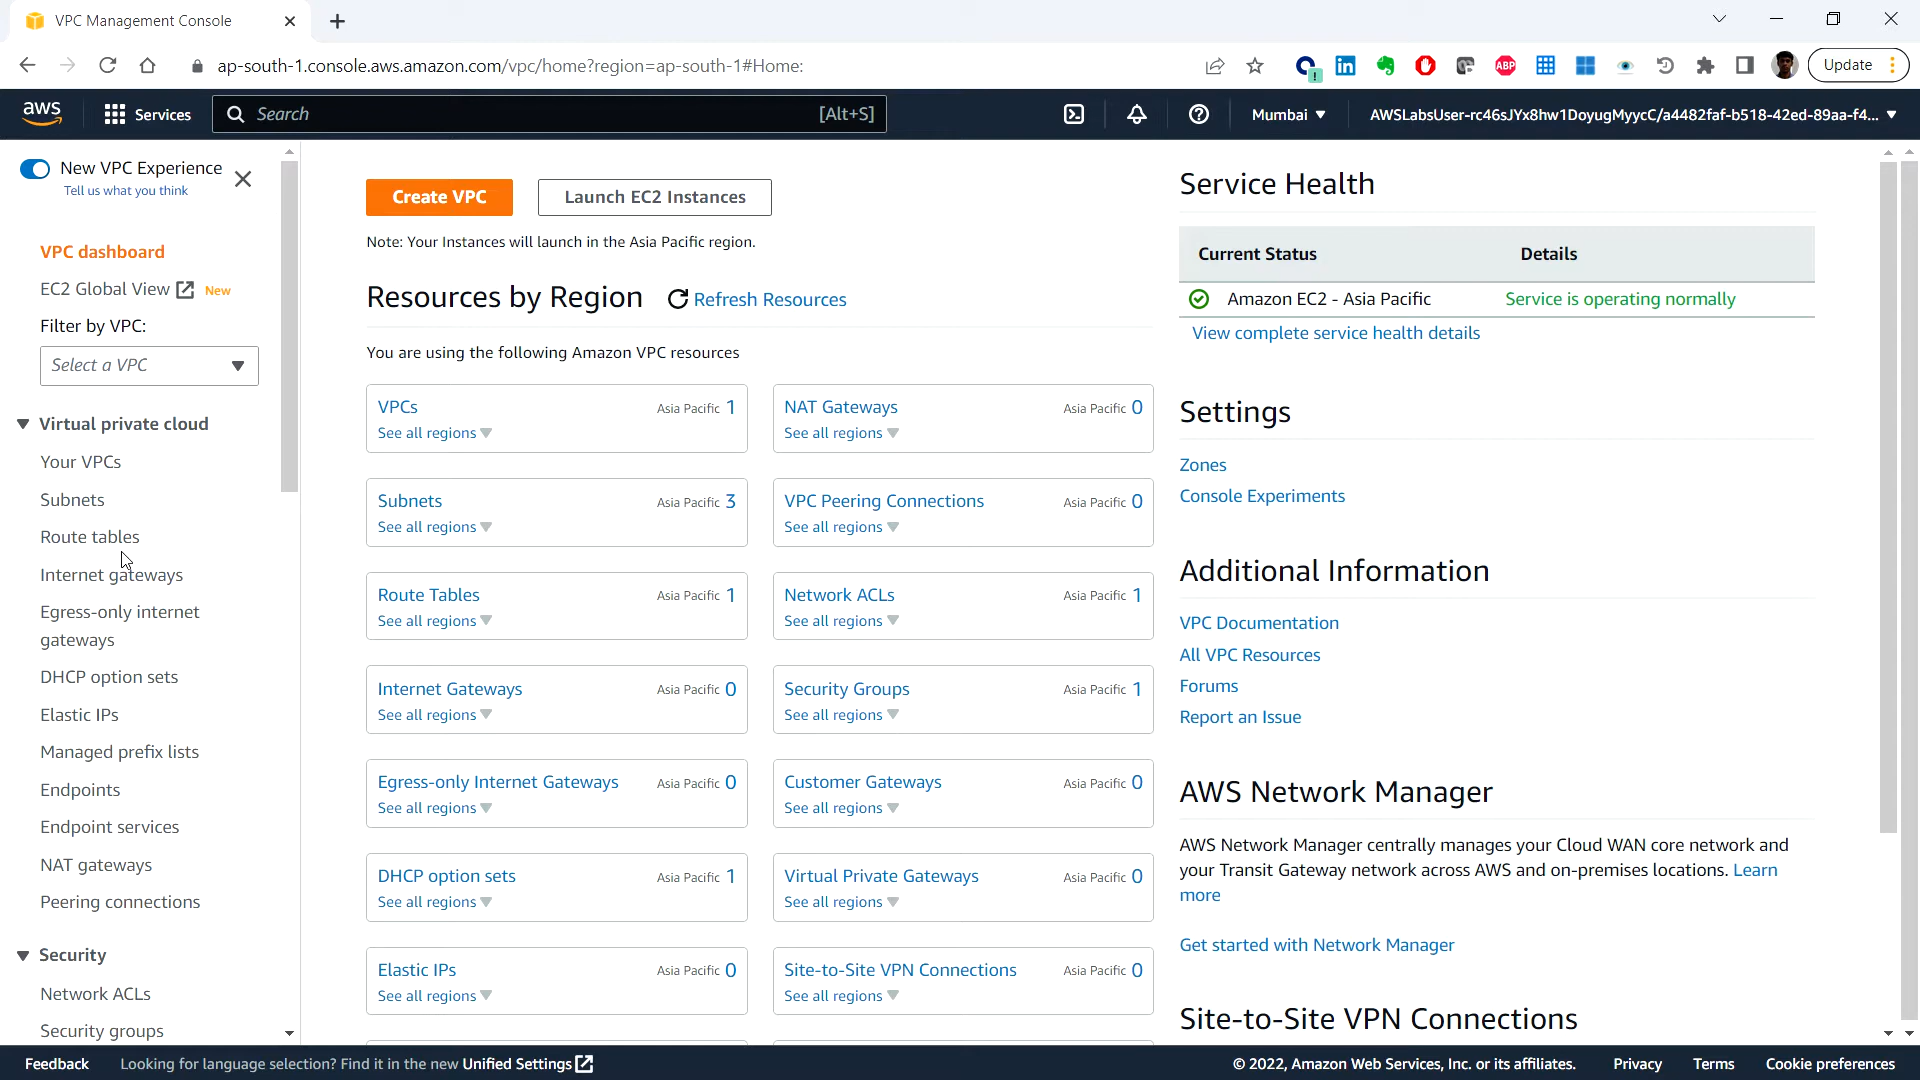 VPC Management Console
ap-south-1.console.aws.amazon.com/vpc/home?region=ap-south-1#Home:
ABP
Update
aws
Services
Search
[Alt+S]
Mumbai
AWSLabsUser-rc46sJYx8hw1DoyugMyycC/a4482faf-b518-42ed-89aa-f4...
New VPC Experience
Tell us what you think
VPC dashboard
EC2 Global View New
Filter by VPC:
Select a VPC
Virtual private cloud
Your VPCs
Subnets
Route tables
Internet gateways
Egress-only internet
gateways
DHCP option sets
Elastic IPs
Managed prefix lists
Endpoints
Endpoint services
NAT gateways
Peering connections
Security
Network ACLs
Security groups
Create VPC
Launch EC2 Instances
Note: Your Instances will launch in the Asia Pacific region.
Resources by Region
Refresh Resources
You are using the following Amazon VPC resources
VPCs Asia Pacific 1
See all regions
NAT Gateways Asia Pacific 0
See all regions
Subnets Asia Pacific 3
See all regions
VPC Peering Connections Asia Pacific 0
See all regions
Route Tables Asia Pacific 1
See all regions
Network ACLs Asia Pacific 1
See all regions
Internet Gateways Asia Pacific 0
See all regions
Security Groups Asia Pacific 1
See all regions
Egress-only Internet Gateways Asia Pacific 0
See all regions
Customer Gateways Asia Pacific 0
See all regions
DHCP option sets Asia Pacific 1
See all regions
Virtual Private Gateways Asia Pacific 0
See all regions
Elastic IPs Asia Pacific 0
See all regions
Site-to-Site VPN Connections Asia Pacific 0
See all regions
Service Health
Current Status Details
Amazon EC2 - Asia Pacific Service is operating normally
View complete service health details
Settings
Zones
Console Experiments
Additional Information
VPC Documentation
All VPC Resources
Forums
Report an Issue
AWS Network Manager
AWS Network Manager centrally manages your Cloud WAN core network and
your Transit Gateway network across AWS and on-premises locations. Learn
more
Get started with Network Manager
Site-to-Site VPN Connections
Feedback
Looking for language selection? Find it in the new Unified Settings
© 2022, Amazon Web Services, Inc. or its affiliates.
Privacy
Terms
Cookie preferences